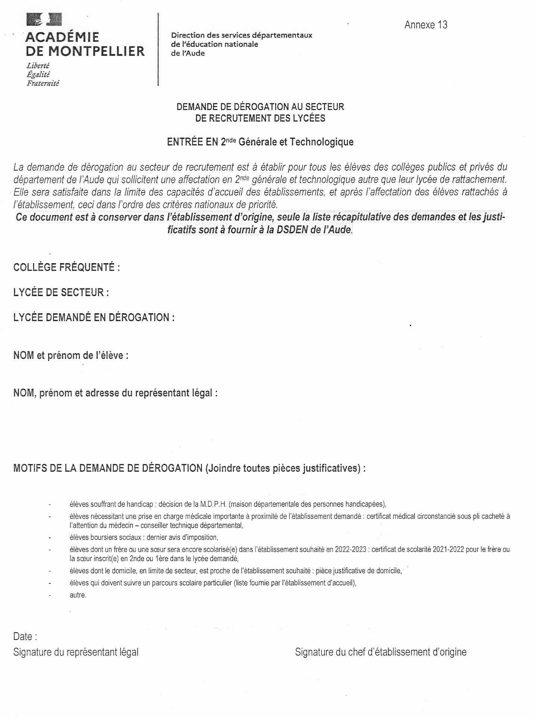 Annexe 13
ACADÉMIE
DE MONTPELLIER
Liberté
Égalité
Fraternité
Direction des services départementaux
de l'éducation nationale
de l'Aude
DEMANDE DE DÉROGATION AU SECTEUR
DE RECRUTEMENT DES LYCÉES
ENTRÉE EN 2nde Générale et Technologique
La demande de dérogation au secteur de recrutement est à établir pour tous les élèves des collèges publics et privés du
département de l'Aude qui sollicitent une affectation en 2nde générale et technologique autre que leur lycée de rattachement.
Elle sera satisfaite dans la limite des capacités d'accueil des établissements, et après l'affectation des élèves rattachés à
l'établissement, ceci dans l'ordre des critères nationaux de priorité.
Ce document est à conserver dans l'établissement d'origine, seule la liste récapitulative des demandes et les justi-
ficatifs sont à fournir à la DSDEN de l'Aude.
COLLÈGE FRÉQUENTÉ :
LYCÉE DE SECTEUR :
LYCÉE DEMANDÉ EN DÉROGATION :
NOM et prénom de l'élève :
NOM, prénom et adresse du représentant légal :
MOTIFS DE LA DEMANDE DE DÉROGATION (Joindre toutes pièces justificatives) :
- élèves souffrant de handicap : décision de la M.D.P.H. (maison départementale des personnes handicapées),
- élèves nécessitant une prise en charge médicale importante à proximité de l'établissement demandé : certificat médical circonstancié sous pli cacheté à
l'attention du médecin – conseiller technique départemental,
- élèves boursiers sociaux : dernier avis d'imposition,
- élèves dont un frère ou une sœur sera encore scolarisé(e) dans l'établissement souhaité en 2022-2023 : certificat de scolarité 2021-2022 pour le frère ou
la sœur inscrit(e) en 2nde ou 1ère dans le lycée demandé,
- élèves dont le domicile, en limite de secteur, est proche de l'établissement souhaité : pièce justificative de domicile,
- élèves qui doivent suivre un parcours scolaire particulier (liste fournie par l'établissement d'accueil),
- autre.
Date :
Signature du représentant légal
Signature du chef d'établissement d'origine